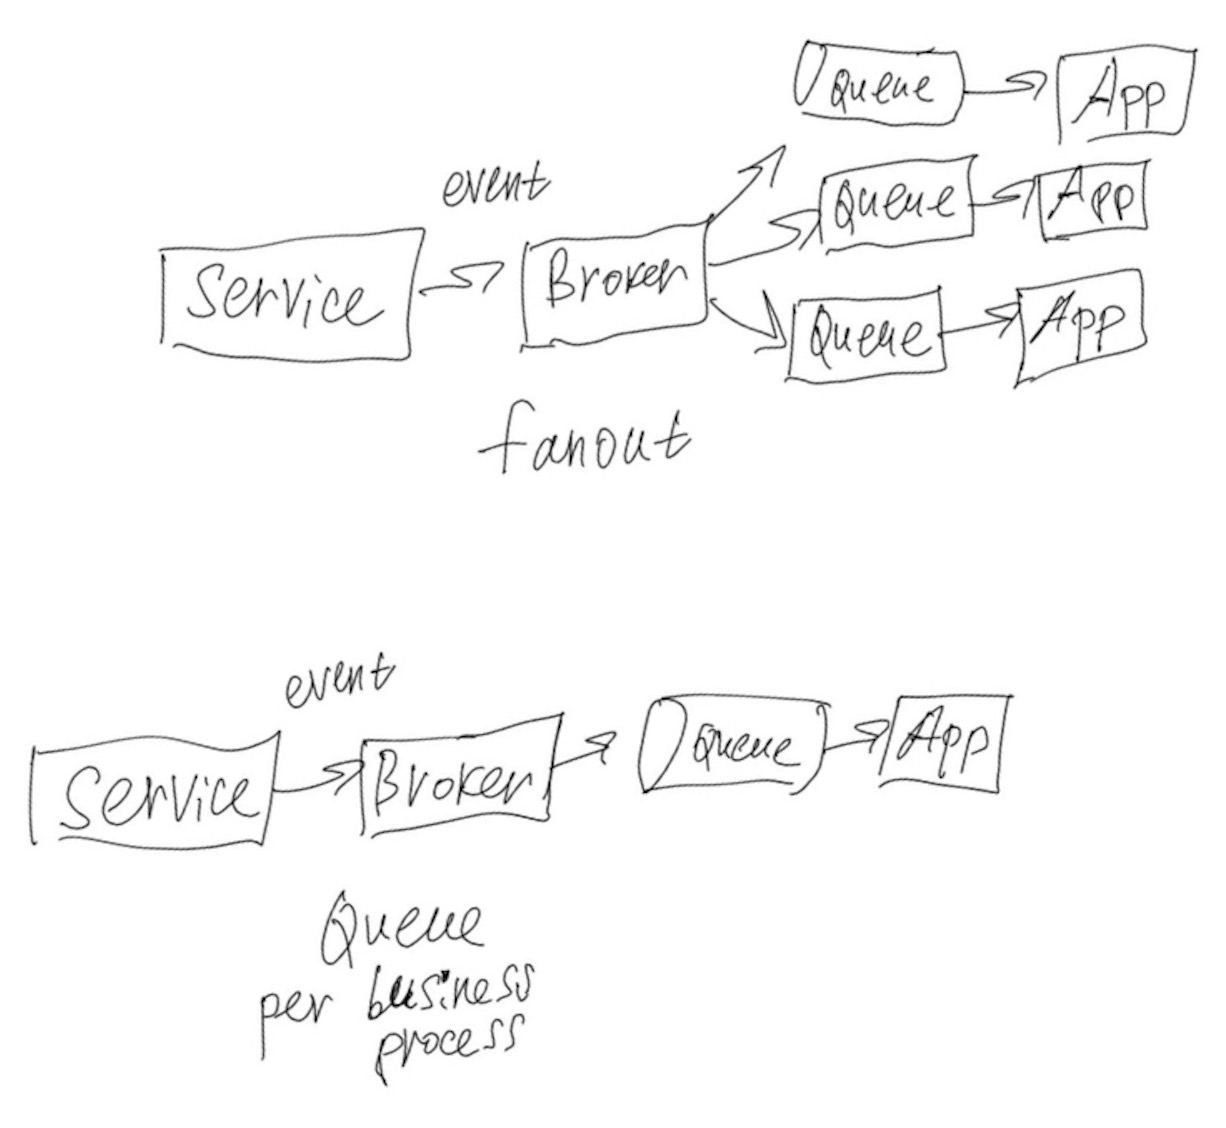 Queue
App
event
Queue
App
Service
Broker
Queue
App
fanout
event
Service
Broker
Queue
App
Queue
per business
process